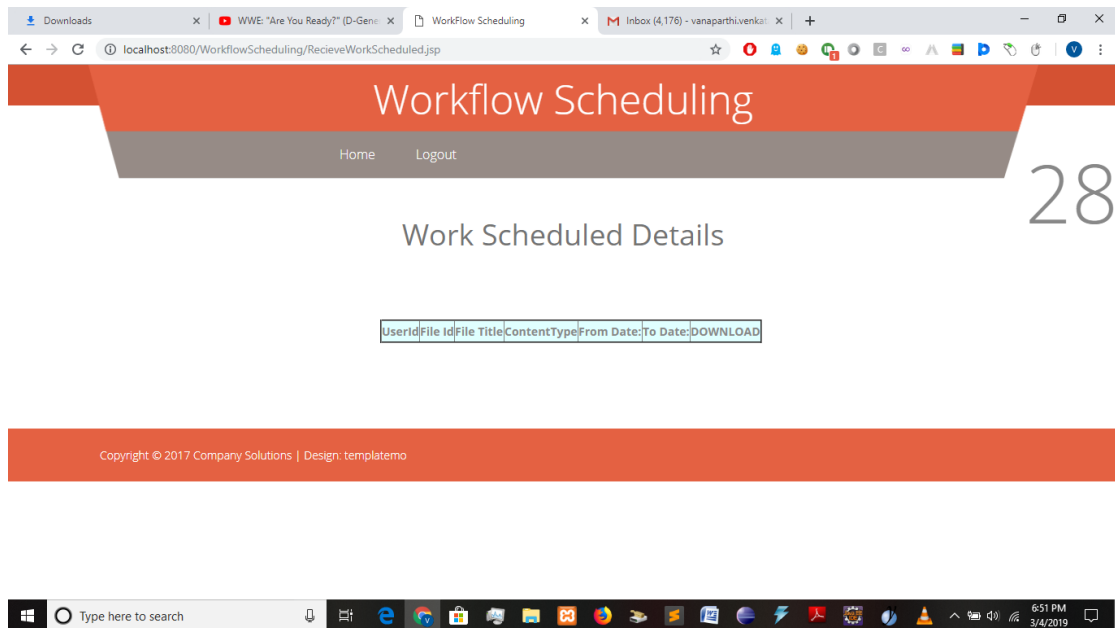 Downloads
WWE: "Are You Ready?" (D-Gene
WorkFlow Scheduling
Inbox (4,176) - vanaparthi.venkat
localhost:8080/WorkflowScheduling/RecieveWorkScheduled.jsp
1
V
Workflow Scheduling
Home Logout
28
Work Scheduled Details
UserId File Id File Title ContentType From Date: To Date: DOWNLOAD
Copyright © 2017 Company Solutions | Design: templatemo
Type here to search
6:51 PM
3/4/2019